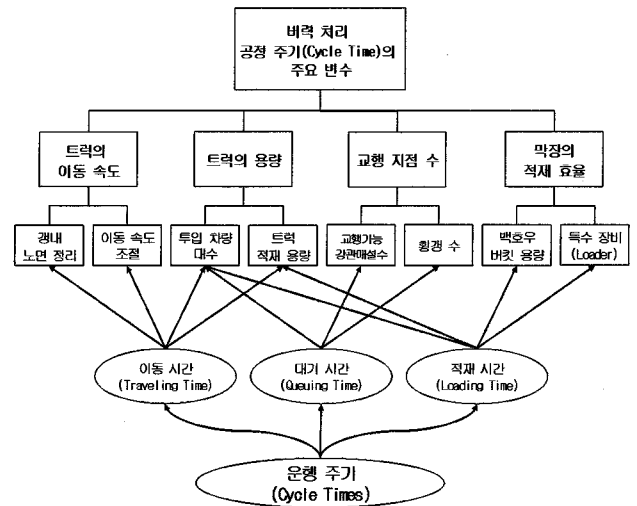 버력 처리
공정 주기(Cycle Time)의
주요 변수
트럭의
이동 속도
트럭의 용량
교행 지점 수
막장의
적재 효율
갱내
노면 정리
이동 속도
조절
투입 차량
대수
트럭
적재 용량
교행가능
강관매설수
횡갱 수
백호우
버킷 용량
특수 장비
(Loader)
이동 시간
(Traveling Time)
대기 시간
(Queuing Time)
적재 시간
(Loading Time)
운행 주기
(Cycle Times)